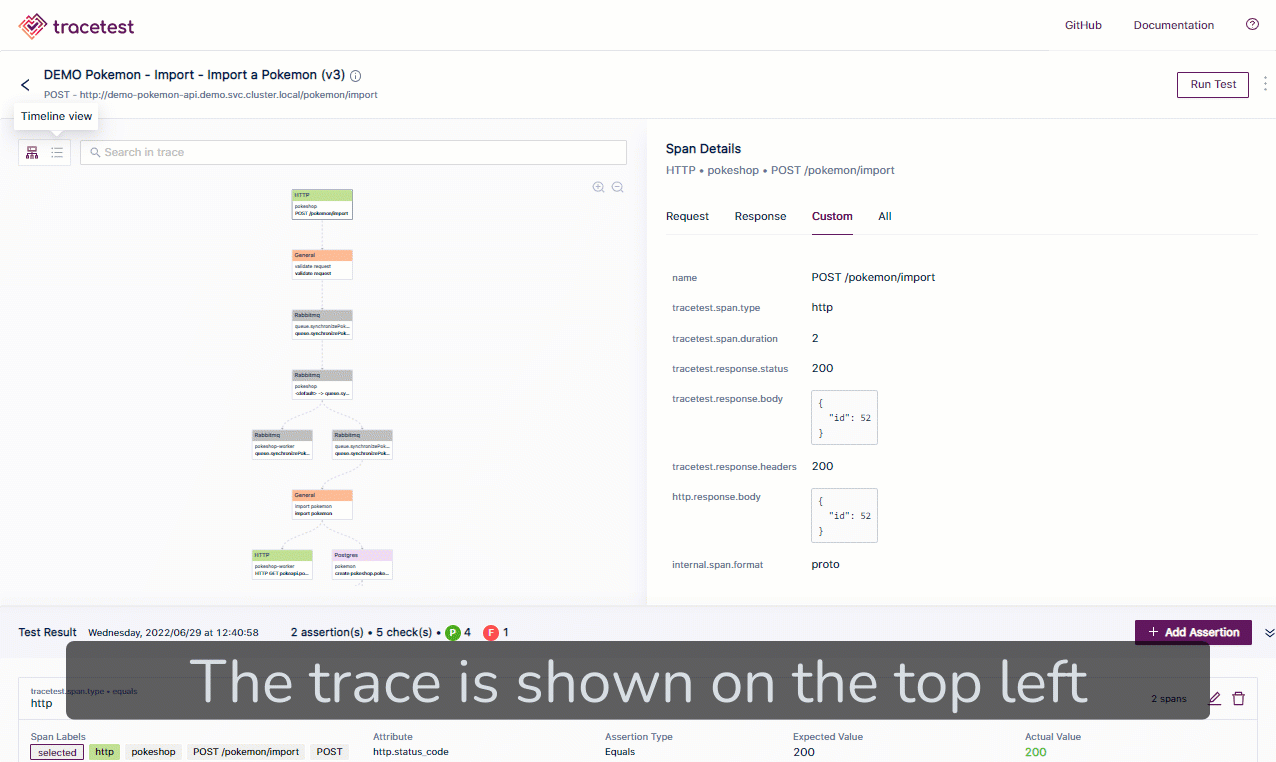 tracetest
GitHub Documentation
DEMO Pokemon - Import - Import a Pokemon (v3)
POST - http://demo-pokemon-api.demo.svc.cluster.local/pokemon/import
Run Test
Timeline view
Search in trace
HTTP
pokeshop
POST /pokemon/import
General
validate request
validate request
Rabbitmq
queue.synchronizePok...
queue.synchronizePok...
Rabbitmq
pokeshop
<default> -> queue.sy...
Rabbitmq
pokeshop-worker
queue.synchronizePok...
Rabbitmq
queue.synchronizePok...
queue.synchronizePok...
General
import pokemon
import pokemon
HTTP
pokeshop-worker
HTTP GET pokeapi.po...
Postgres
pokemon
create pokeshop.poke...
Span Details
HTTP • pokeshop • POST /pokemon/import
Request Response Custom All
name POST /pokemon/import
tracetest.span.type http
tracetest.span.duration 2
tracetest.response.status 200
tracetest.response.body {
"id": 52
}
tracetest.response.headers 200
http.response.body {
"id": 52
}
internal.span.format proto
Test Result Wednesday, 2022/06/29 at 12:40:58 2 assertion(s) • 5 check(s) • P 4 F 1
+ Add Assertion
The trace is shown on the top left
tracetest.span.type • equals
http
2 spans
Span Labels Attribute Assertion Type Expected Value Actual Value
selected http pokeshop POST /pokemon/import POST http.status_code Equals 200 200